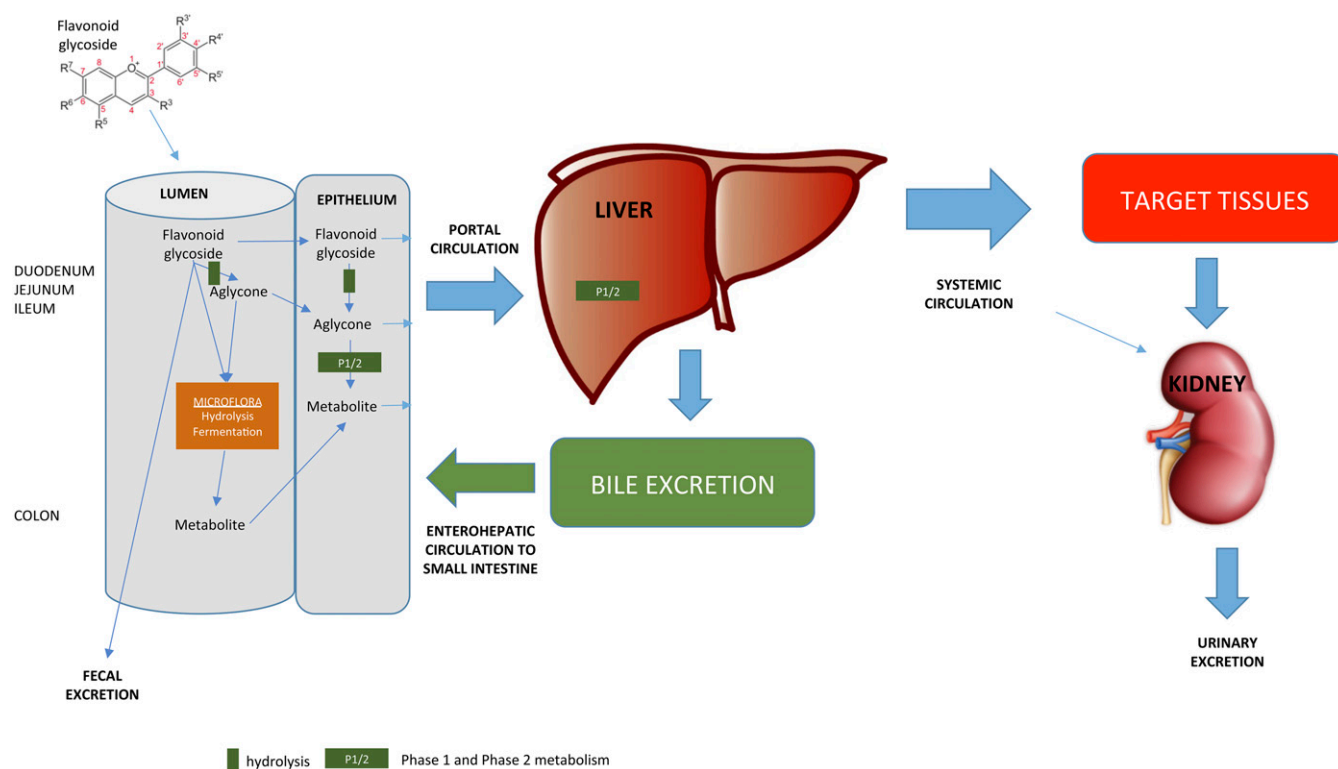 Flavonoid
glycoside
R3'
3'
2'
4'
R4'
R7
8
1
O+
1'
5'
R5'
7
2
6'
R6
6
5
4
3
R3
R5
LUMEN
EPITHELIUM
Flavonoid
glycoside
Flavonoid
glycoside
DUODENUM
JEJUNUM
ILEUM
Aglycone
Aglycone
P1/2
MICROFLORA
Hydrolysis
Fermentation
Metabolite
COLON
Metabolite
FECAL
EXCRETION
PORTAL
CIRCULATION
LIVER
P1/2
BILE EXCRETION
ENTEROHEPATIC
CIRCULATION TO
SMALL INTESTINE
SYSTEMIC
CIRCULATION
TARGET TISSUES
KIDNEY
URINARY
EXCRETION
hydrolysis
P1/2 Phase 1 and Phase 2 metabolism